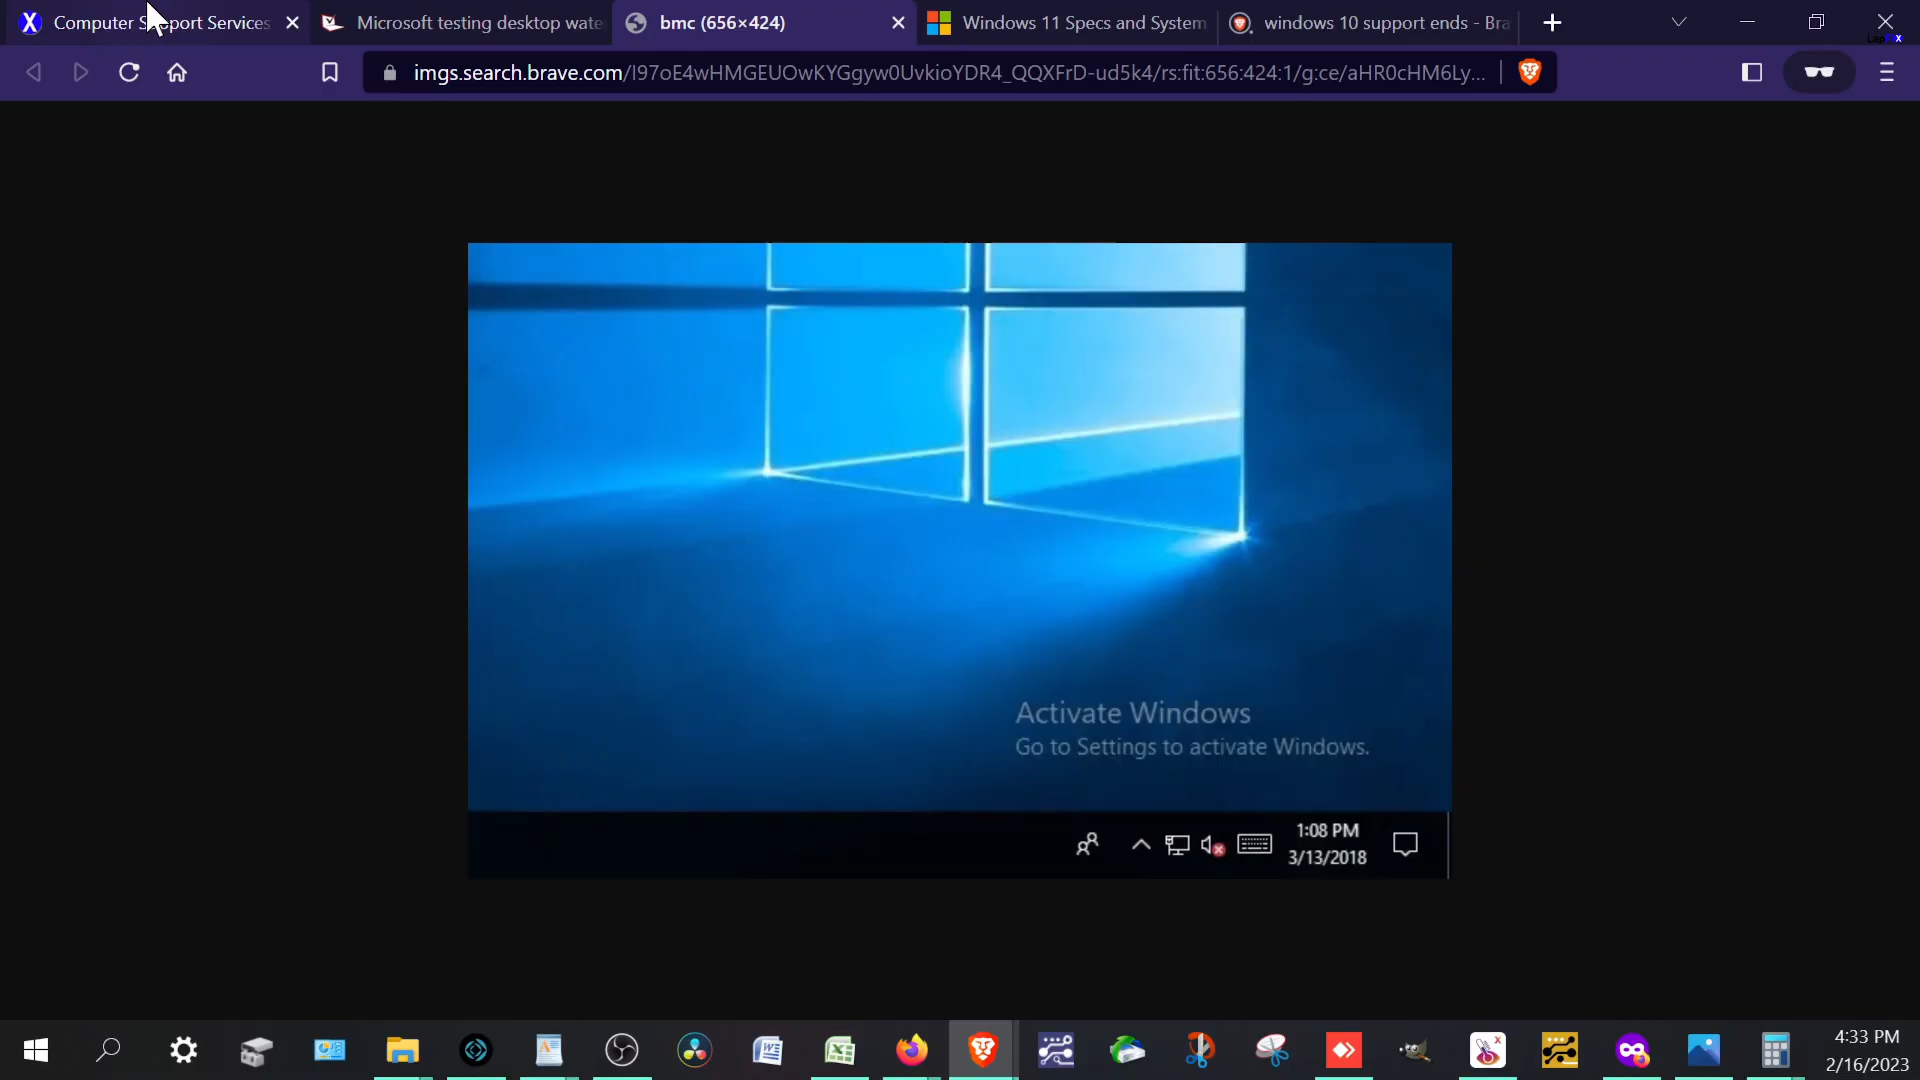 Computer Support Services
Microsoft testing desktop wate
bmc (656×424)
Windows 11 Specs and System
windows 10 support ends - Bra
imgs.search.brave.com/I97oE4wHMGEUOwKYGgyw0UvkioYDR4_QQXFrD-ud5k4/rs:fit:656:424:1/g:ce/aHR0cHM6Ly...
Activate Windows
Go to Settings to activate Windows.
1:08 PM
3/13/2018
4:33 PM
2/16/2023